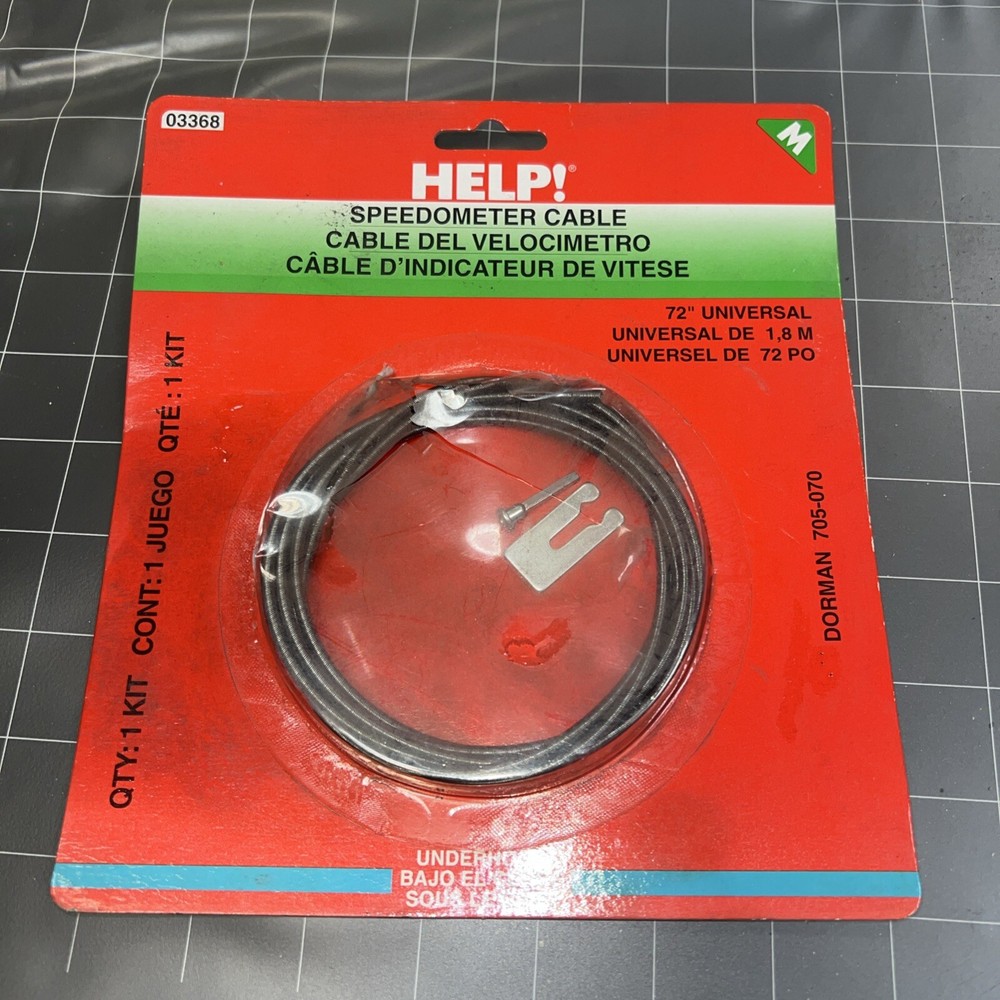 03368
M
HELP!®
SPEEDOMETER CABLE
CABLE DEL VELOCIMETRO
CÂBLE D'INDICATEUR DE VITESE
72" UNIVERSAL
UNIVERSAL DE 1,8 M
UNIVERSEL DE 72 PO
QTY: 1 KIT CONT: 1 JUEGO QTÉ : 1 KIT
DORMAN 705-070
BAJO